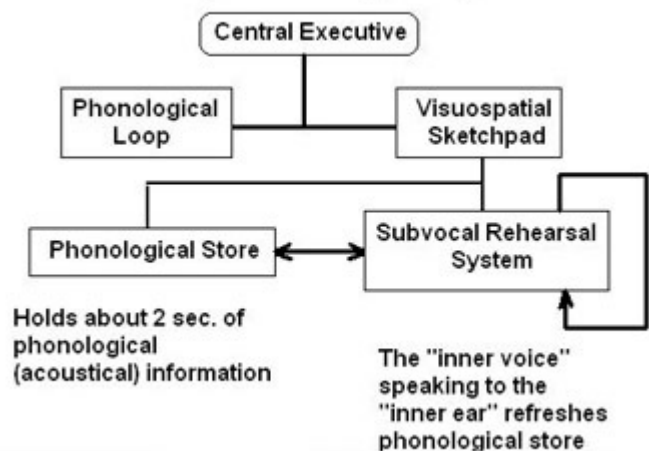 Central Executive
Phonological
Loop
Visuospatial
Sketchpad
Phonological Store
Subvocal Rehearsal
System
Holds about 2 sec. of
phonological
(acoustical) information
The "inner voice"
speaking to the
"inner ear" refreshes
phonological store